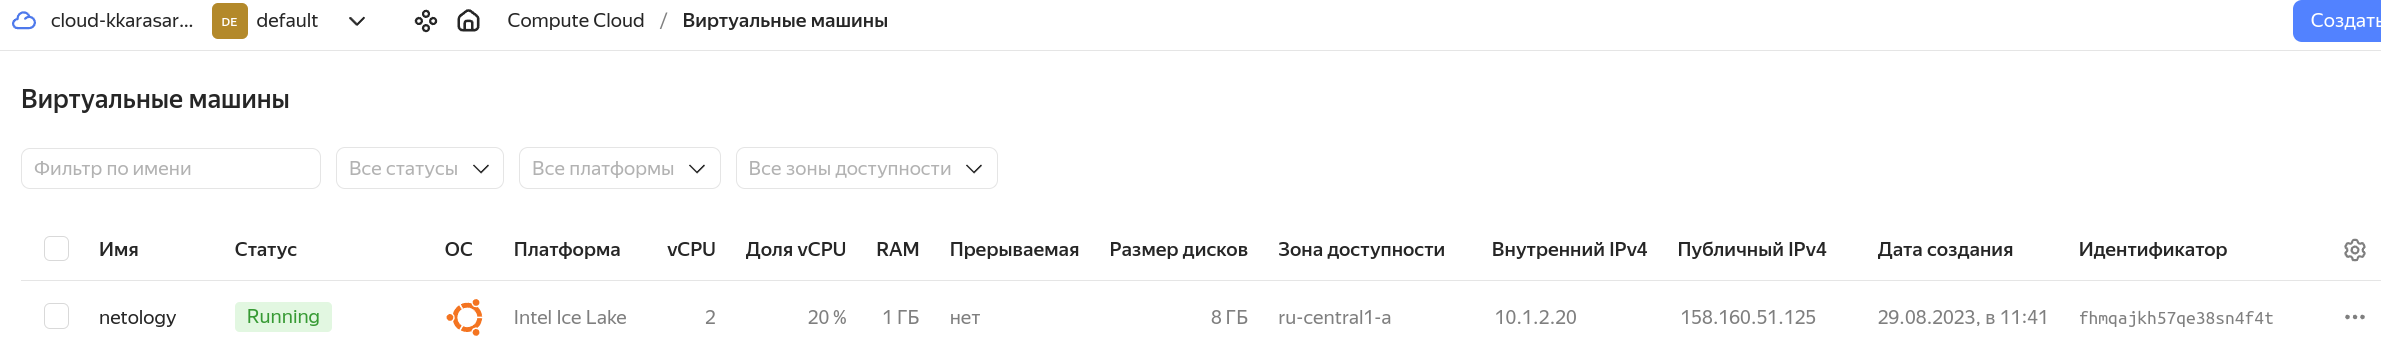 cloud-kkarasar... DE default Compute Cloud / Виртуальные машины Создать
Виртуальные машины
Фильтр по имени Все статусы Все платформы Все зоны доступности
Имя Статус ОС Платформа vCPU Доля vCPU RAM Прерываемая Размер дисков Зона доступности Внутренний IPv4 Публичный IPv4 Дата создания Идентификатор
netology Running Intel Ice Lake 2 20 % 1 ГБ нет 8 ГБ ru-central1-a 10.1.2.20 158.160.51.125 29.08.2023, в 11:41 fhmqajkh57qe38sn4f4t